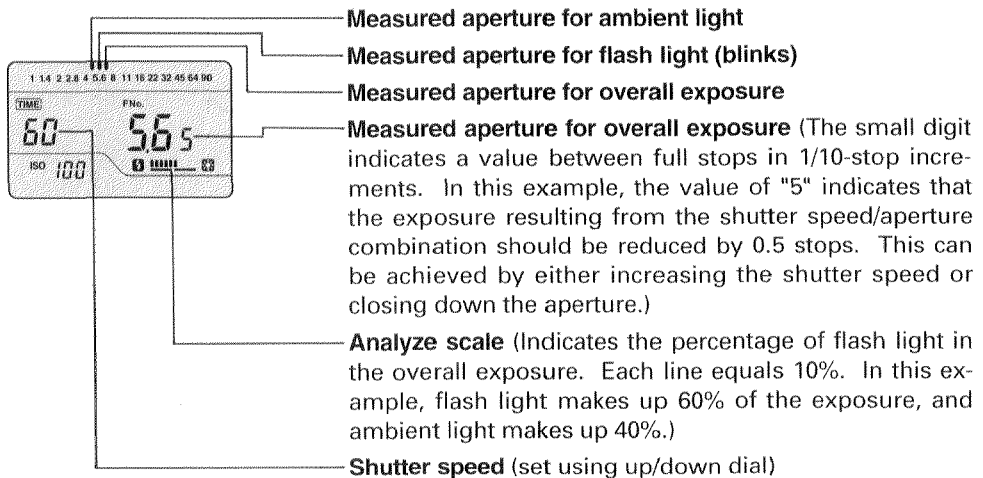 Measured aperture for ambient light
Measured aperture for flash light (blinks)
Measured aperture for overall exposure
1 1.4 2 2.8 4 5.6 8 11 16 22 32 45 64 90
TIME
FNo.
60
5.6 5
ISO 100
Measured aperture for overall exposure (The small digit
indicates a value between full stops in 1/10-stop incre-
ments. In this example, the value of "5" indicates that
the exposure resulting from the shutter speed/aperture
combination should be reduced by 0.5 stops. This can
be achieved by either increasing the shutter speed or
closing down the aperture.)
Analyze scale (Indicates the percentage of flash light in
the overall exposure. Each line equals 10%. In this ex-
ample, flash light makes up 60% of the exposure, and
ambient light makes up 40%.)
Shutter speed (set using up/down dial)